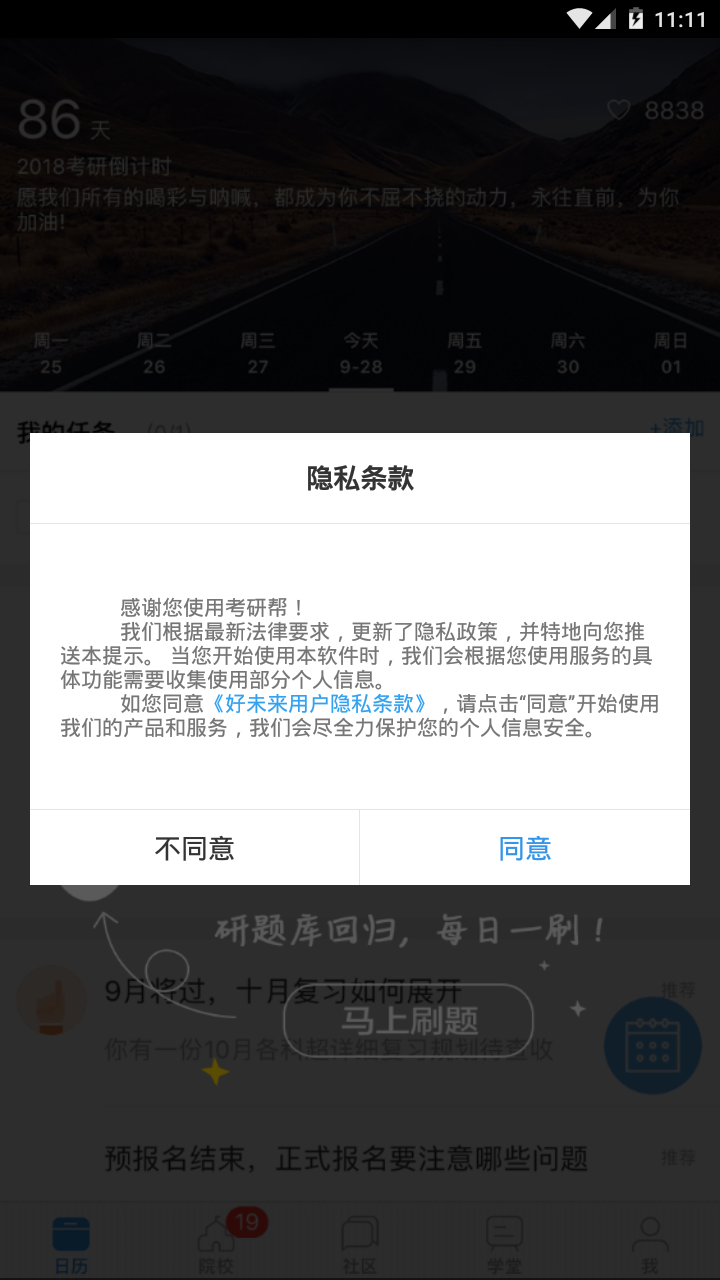 11:11
86 天
8838
2018考研倒计时
愿我们所有的喝彩与呐喊，都成为你不屈不挠的动力，永往直前，为你
加油!
周一 周二 周三 今天 周五 周六 周日
25 26 27 9-28 29 30 01
我的任务 (0/1) +添加
隐私条款
感谢您使用考研帮！
我们根据最新法律要求，更新了隐私政策，并特地向您推
送本提示。 当您开始使用本软件时，我们会根据您使用服务的具
体功能需要收集使用部分个人信息。
如您同意《好未来用户隐私条款》，请点击“同意”开始使用
我们的产品和服务，我们会尽全力保护您的个人信息安全。
不同意 同意
研题库回归，每日一刷！
9月将过，十月复习如何展开 推荐
马上刷题
你有一份10月各科超详细复习规划待查收
预报名结束，正式报名要注意哪些问题 推荐
19
日历 院校 社区 学堂 我